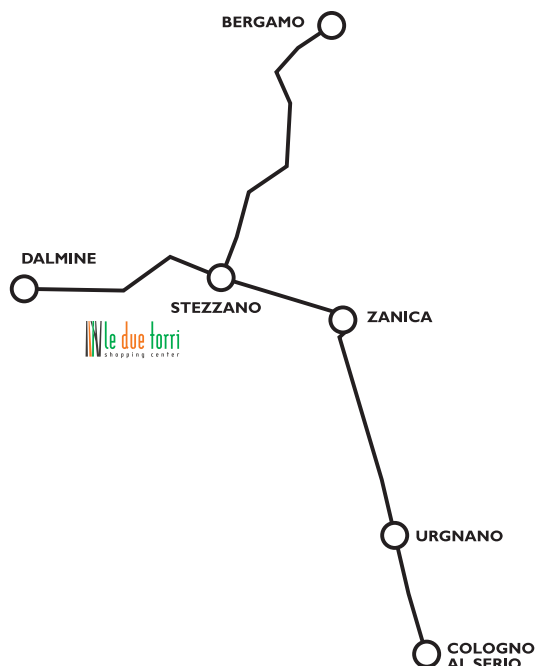 BERGAMO
DALMINE
STEZZANO
ZANICA
le due torri
shopping center
URGNANO
COLOGNO
AL SERIO